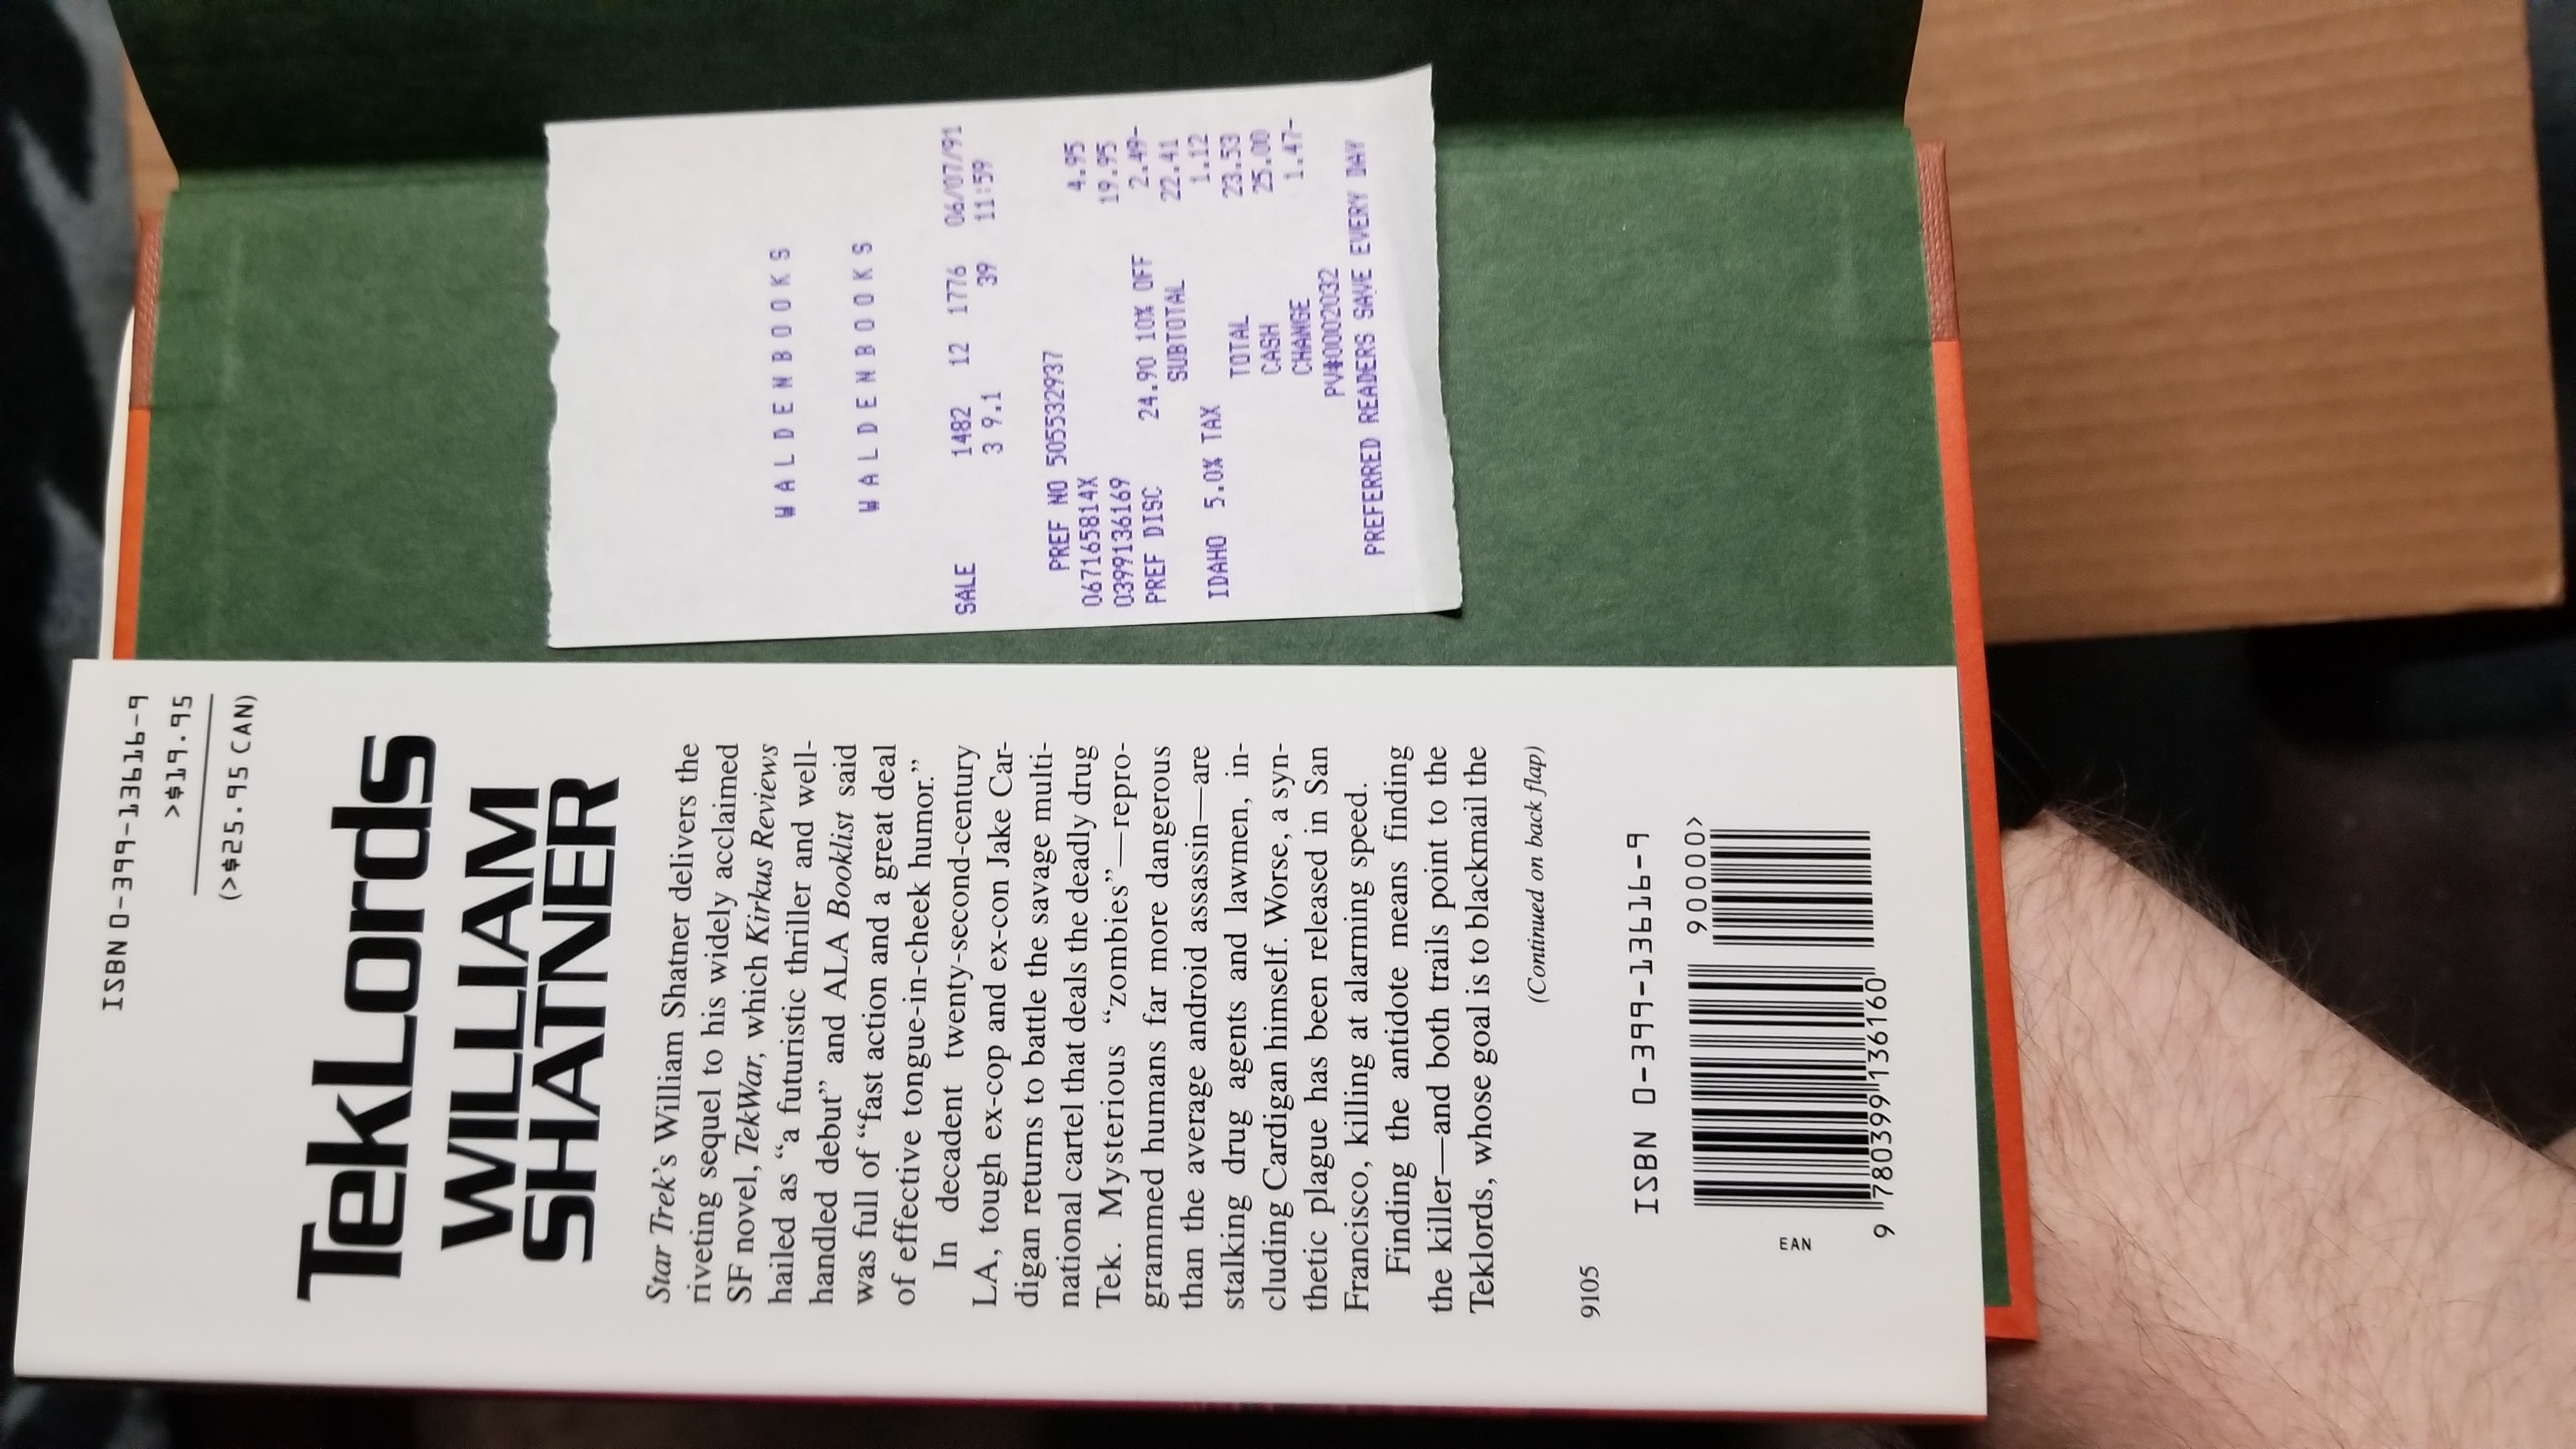 W A L D E N B O O K S
W A L D E N B O O K S
SALE 1482 12 1776 06/07/91
3 9.1 39 11:59
PREF NO 505532937
067165814X 4.95
0399136169 19.95
PREF DISC 24.90 10% OFF 2.49-
SUBTOTAL 22.41
IDAHO 5.0% TAX 1.12
TOTAL 23.53
CASH 25.00
CHANGE 1.47-
PV#00002032
PREFERRED READERS SAVE EVERY DAY
ISBN 0-399-13616-9
>$19.95
(>$25.95 CAN)
TekLords
WILLIAM
SHATNER
Star Trek's William Shatner delivers the
riveting sequel to his widely acclaimed
SF novel, TekWar, which Kirkus Reviews
hailed as “a futuristic thriller and well-
handled debut” and ALA Booklist said
was full of “fast action and a great deal
of effective tongue-in-cheek humor.”
In decadent twenty-second-century
LA, tough ex-cop and ex-con Jake Car-
digan returns to battle the savage multi-
national cartel that deals the deadly drug
Tek. Mysterious “zombies”—repro-
grammed humans far more dangerous
than the average android assassin—are
stalking drug agents and lawmen, in-
cluding Cardigan himself. Worse, a syn-
thetic plague has been released in San
Francisco, killing at alarming speed.
Finding the antidote means finding
the killer—and both trails point to the
Teklords, whose goal is to blackmail the
(Continued on back flap)
9105
ISBN 0-399-13616-9
90000>
EAN
9 780399 136160